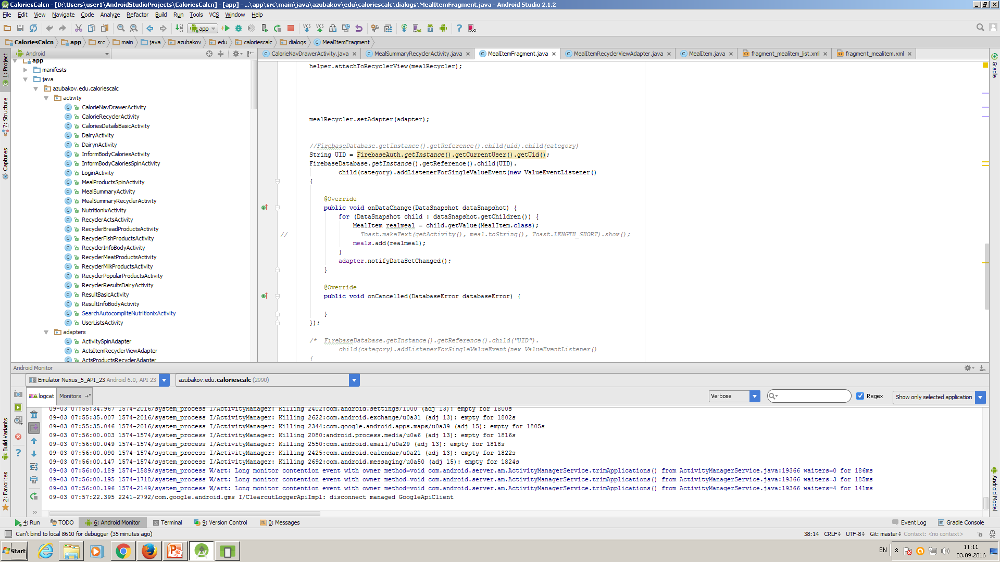 CaloriesCalcn - [D:\Users\user1\AndroidStudioProjects\CaloriesCalcn] - [app] - ...\app\src\main\java\azubakov\edu\caloriescalc\dialogs\MealItemFragment.java - Android Studio 2.1.2
File Edit View Navigate Code Analyze Refactor Build Run Tools VCS Window Help
app
CaloriesCalcn app src main java azubakov edu caloriescalc dialogs MealItemFragment
Android
CalorieNavDrawerActivity.java MealSummaryRecyclerActivity.java MealItemFragment.java MealItemRecyclerViewAdapter.java MealItem.java fragment_mealitem_list.xml fragment_mealitem.xml
1: Project
Z: Structure
Captures
Build Variants
2: Favorites
app
manifests
java
azubakov.edu.caloriescalc
activity
CalorieNavDrawerActivity
CalorieRecyclerActivity
CaloriesDetailsBasicActivity
DairyActivity
DairynActivity
InformBodyCaloriesActivity
InformBodyCaloriesSpinActivity
LoginActivity
MealProductsSpinActivity
MealSummaryActivity
MealSummaryRecyclerActivity
NutritionixActivity
RecyclerActsActivity
RecyclerBreadProductsActivity
RecyclerFishProductsActivity
RecyclerInfoBodyActivity
RecyclerMeatProductsActivity
RecyclerMilkProductsActivity
RecyclerPopularProductsActivity
RecyclerResultsDairyActivity
ResultBasicActivity
ResultInfoBodyActivity
SearchAutocompliteNutritionixActivity
UserListsActivity
adapters
ActivitySpinAdapter
ActsItemRecyclerViewAdapter
ActsProductsRecyclerAdapter
helper.attachToRecyclerView(mealRecycler);
mealRecycler.setAdapter(adapter);
//FirebaseDatabase.getInstance().getReference().child(uid).child(category)
String UID = FirebaseAuth.getInstance().getCurrentUser().getUid();
FirebaseDatabase.getInstance().getReference().child(UID).
child(category).addListenerForSingleValueEvent(new ValueEventListener()
{
@Override
public void onDataChange(DataSnapshot dataSnapshot) {
for (DataSnapshot child : dataSnapshot.getChildren()) {
MealItem realmeal = child.getValue(MealItem.class);
// Toast.makeText(getActivity(), meal.toString(), Toast.LENGTH_SHORT).show();
meals.add(realmeal);
}
adapter.notifyDataSetChanged();
}
@Override
public void onCancelled(DatabaseError databaseError) {
}
});
/* FirebaseDatabase.getInstance().getReference().child("UID").
child(category).addListenerForSingleValueEvent(new ValueEventListener()
{
Gradle
Android Model
Android Monitor
Emulator Nexus_5_API_23 Android 6.0, API 23 azubakov.edu.caloriescalc (2990)
logcat Monitors Verbose Regex Show only selected application
09-03 07:55:34.967 1574-2016/system_process I/ActivityManager: Killing 2402:com.android.settings/1000 (adj 13): empty for 1800s
09-03 07:55:35.007 1574-2016/system_process I/ActivityManager: Killing 2622:com.android.exchange/u0a31 (adj 13): empty for 1802s
09-03 07:55:35.046 1574-2016/system_process I/ActivityManager: Killing 2344:com.google.android.apps.maps/u0a39 (adj 15): empty for 1805s
09-03 07:56:00.003 1574-1574/system_process I/ActivityManager: Killing 2080:android.process.media/u0a6 (adj 13): empty for 1816s
09-03 07:56:00.049 1574-1574/system_process I/ActivityManager: Killing 2550:com.android.email/u0a29 (adj 13): empty for 1818s
09-03 07:56:00.090 1574-1574/system_process I/ActivityManager: Killing 2425:com.android.calendar/u0a21 (adj 13): empty for 1822s
09-03 07:56:00.147 1574-1574/system_process I/ActivityManager: Killing 2692:com.android.messaging/u0a50 (adj 15): empty for 1824s
09-03 07:56:00.189 1574-1589/system_process W/art: Long monitor contention event with owner method=void com.android.server.am.ActivityManagerService.trimApplications() from ActivityManagerService.java:19366 waiters=0 for 186ms
09-03 07:56:00.195 1574-1718/system_process W/art: Long monitor contention event with owner method=void com.android.server.am.ActivityManagerService.trimApplications() from ActivityManagerService.java:19366 waiters=3 for 185ms
09-03 07:56:00.196 1574-2149/system_process W/art: Long monitor contention event with owner method=void com.android.server.am.ActivityManagerService.trimApplications() from ActivityManagerService.java:19366 waiters=4 for 141ms
09-03 07:57:22.395 2241-2792/com.google.android.gms I/ClearcutLoggerApiImpl: disconnect managed GoogleApiClient
4: Run TODO 6: Android Monitor Terminal 9: Version Control 0: Messages Event Log Gradle Console
Can't bind to local 8610 for debugger (35 minutes ago) 38:14 CRLF UTF-8 Git: master Context: <no context>
Start EN 11:11
03.09.2016